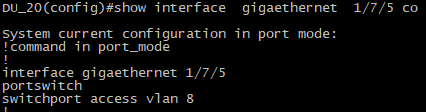 DU_20(config)#show interface  gigaethernet  1/7/5 co
System current configuration in port mode:
!command in port_mode
!
interface gigaethernet 1/7/5
portswitch
switchport access vlan 8
!